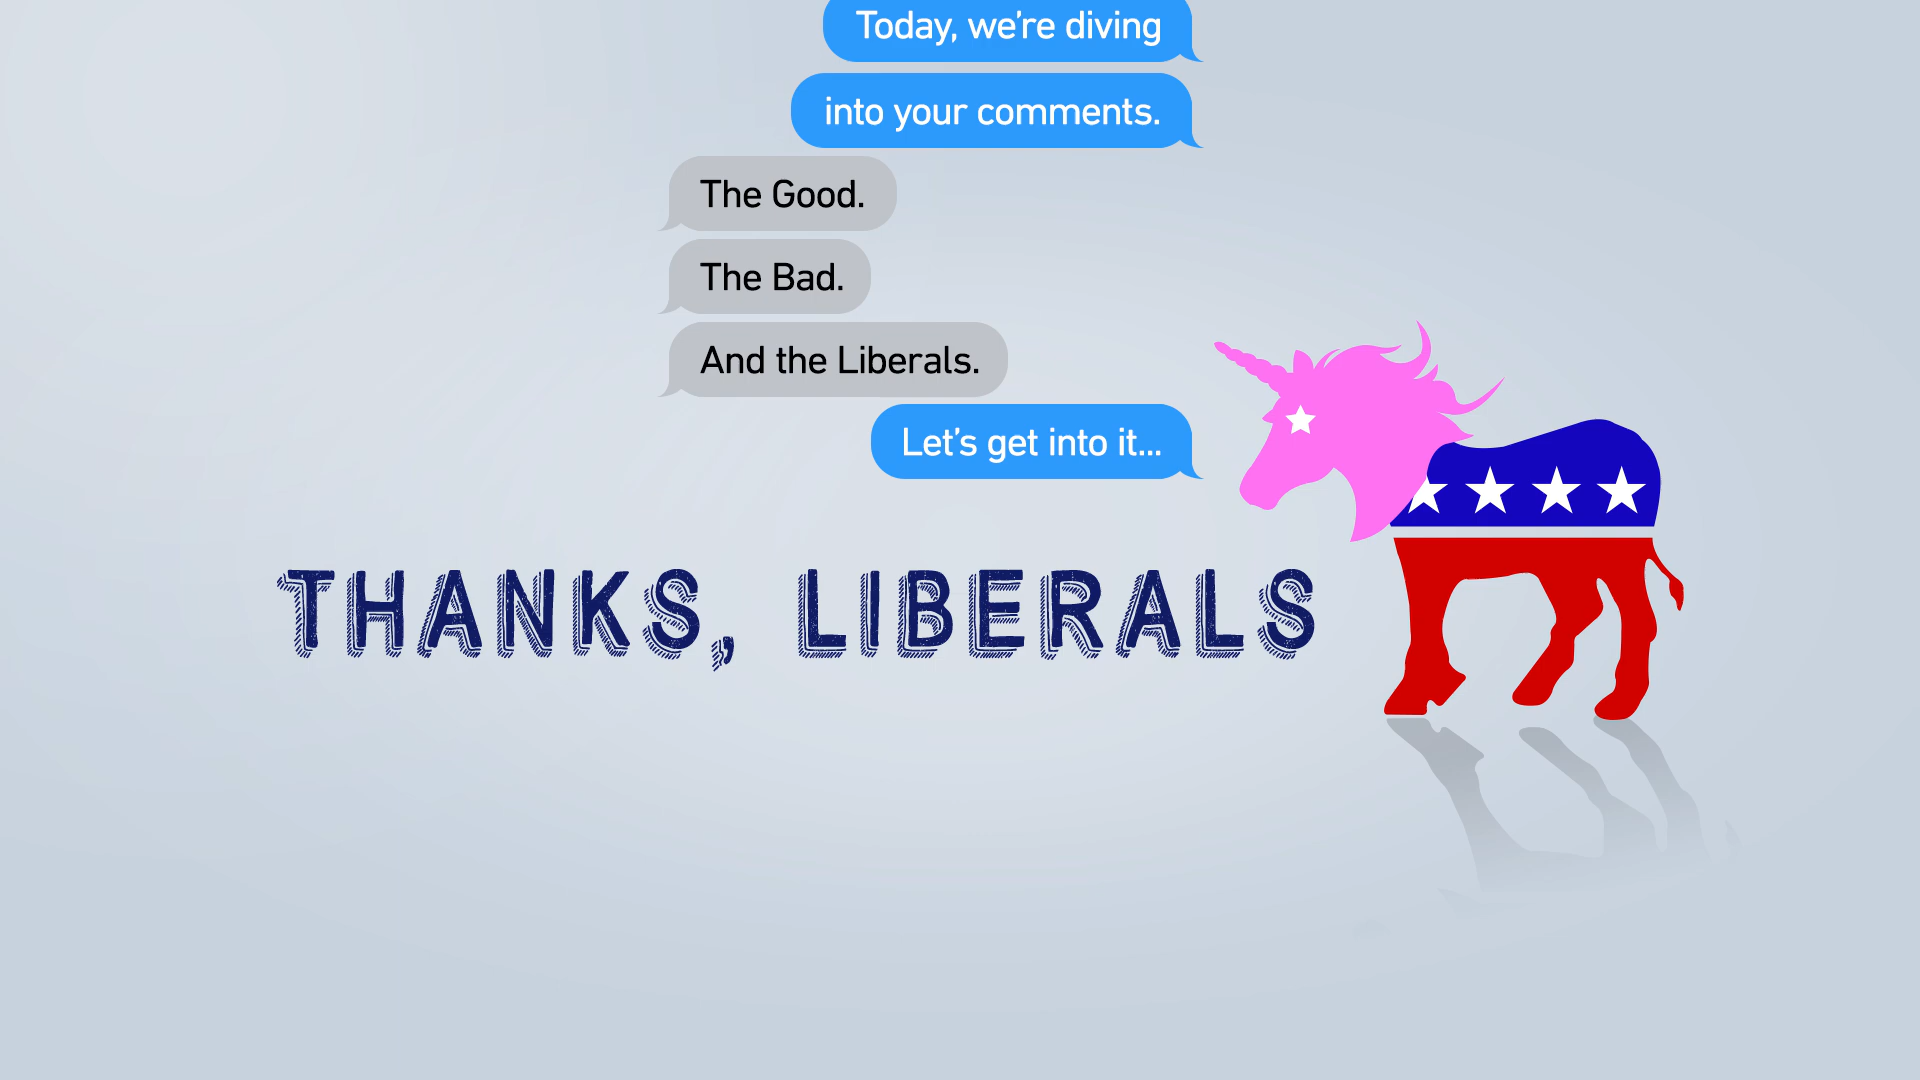 Today, we're diving
into your comments.
The Good.
The Bad.
And the Liberals.
Let's get into it...
THANKS, LIBERALS